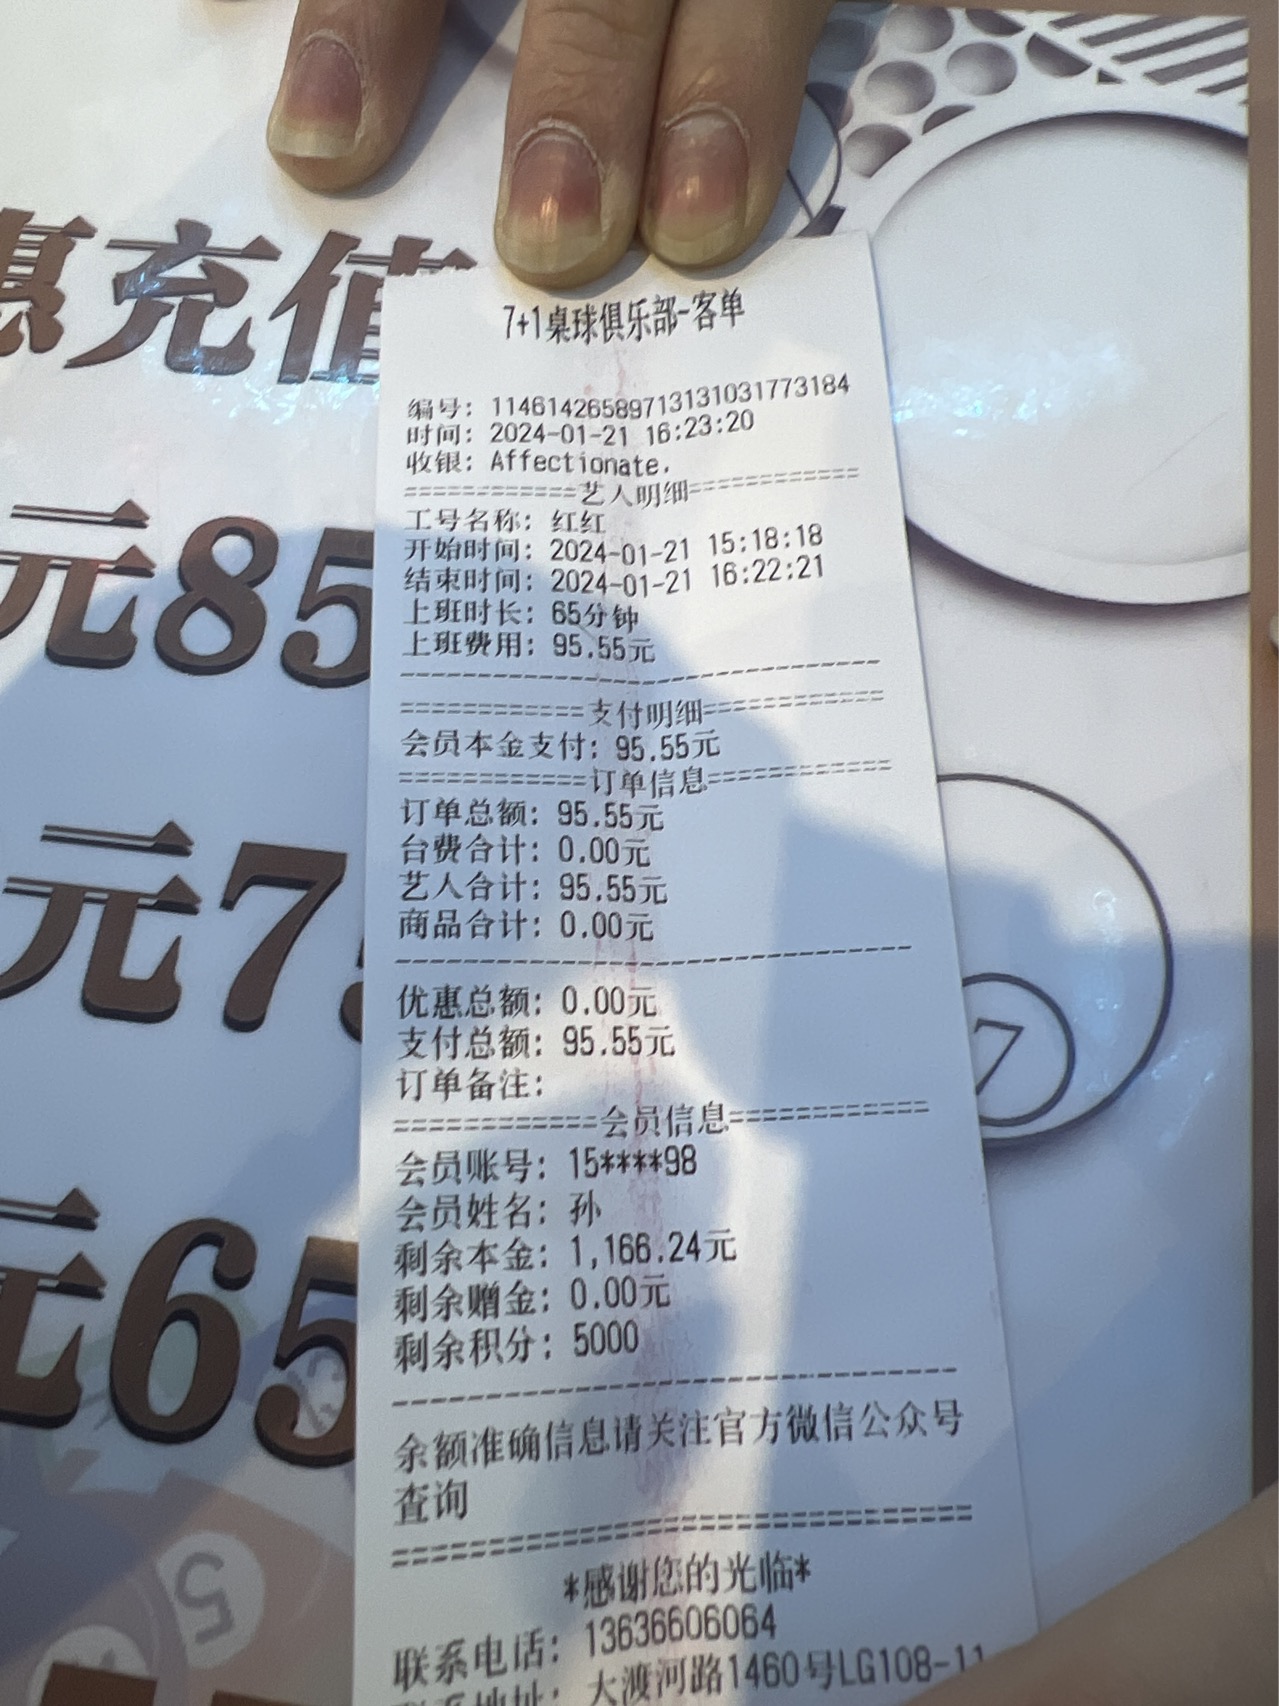 惠充值
元85
元7
元65
7
5
7+1桌球俱乐部-客单
编号: 11461426589713131031773184
时间: 2024-01-21 16:23:20
收银: Affectionate.
============艺人明细============
工号名称: 红红
开始时间: 2024-01-21 15:18:18
结束时间: 2024-01-21 16:22:21
上班时长: 65分钟
上班费用: 95.55元
============支付明细============
会员本金支付: 95.55元
============订单信息============
订单总额: 95.55元
台费合计: 0.00元
艺人合计: 95.55元
商品合计: 0.00元
优惠总额: 0.00元
支付总额: 95.55元
订单备注:
============会员信息============
会员账号: 15****98
会员姓名: 孙
剩余本金: 1,166.24元
剩余赠金: 0.00元
剩余积分: 5000
余额准确信息请关注官方微信公众号
查询
*感谢您的光临*
联系电话: 13636606064
大渡河路1460号LG108-11